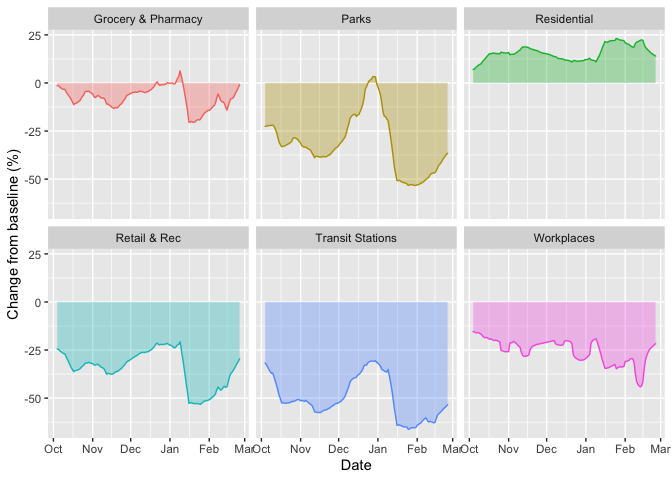 Grocery & Pharmacy
Parks
Residential
25
0
-25
-50
Retail & Rec
Transit Stations
Workplaces
25
0
-25
-50
Change from baseline (%)
Oct Nov Dec Jan Feb Mar
Oct Nov Dec Jan Feb Mar
Oct Nov Dec Jan Feb Mar
Date